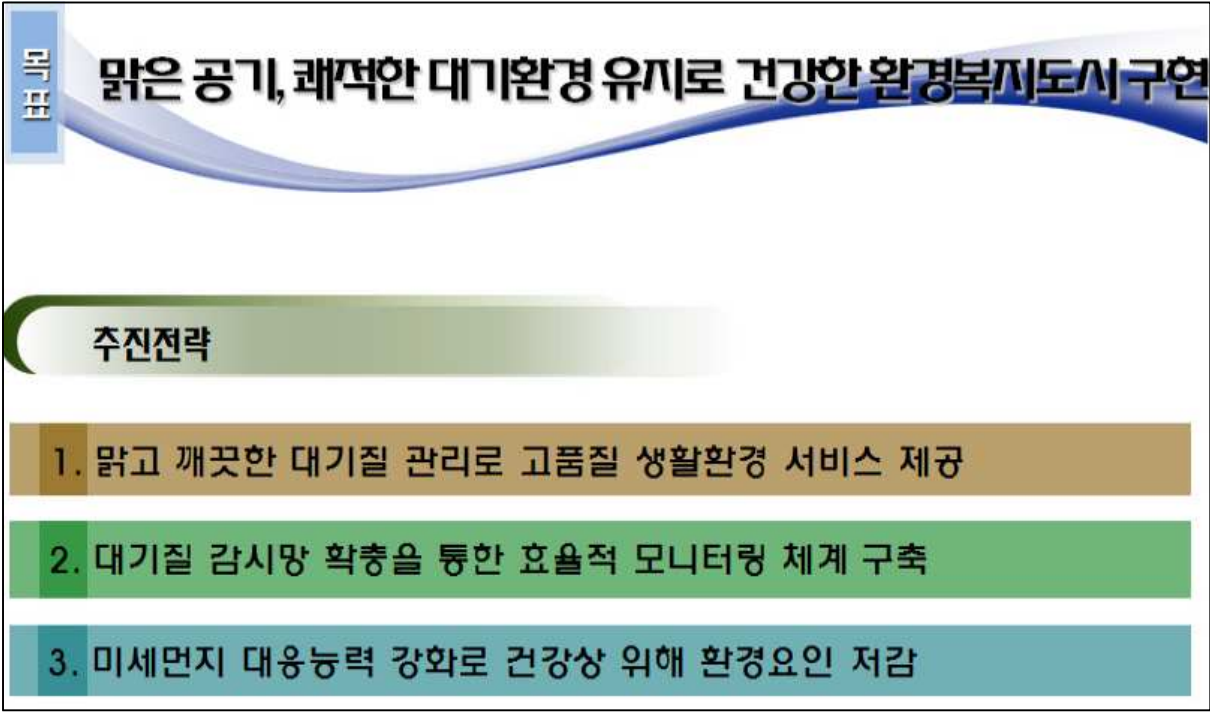 목표
맑은 공기, 쾌적한 대기환경 유지로 건강한 환경복지도시 구현
추진전략
1. 맑고 깨끗한 대기질 관리로 고품질 생활환경 서비스 제공
2. 대기질 감시망 확충을 통한 효율적 모니터링 체계 구축
3. 미세먼지 대응능력 강화로 건강상 위해 환경요인 저감